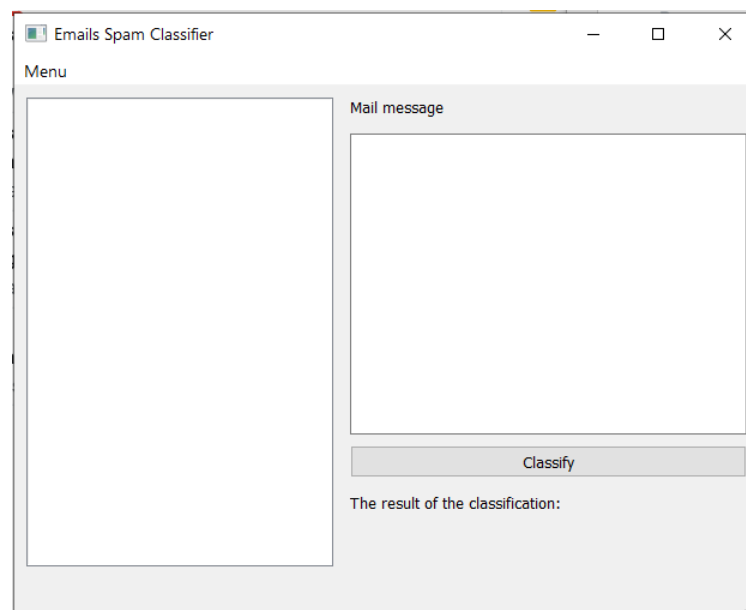 Emails Spam Classifier
Menu
Mail message
Classify
The result of the classification: